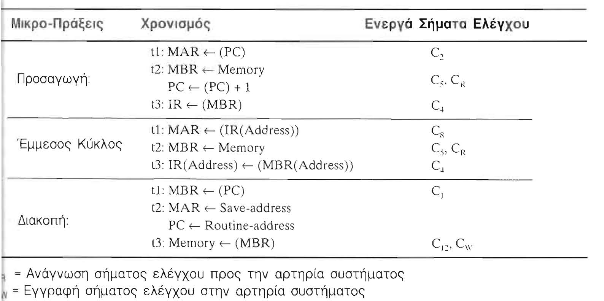 Μικρο-Πράξεις Χρονισμός Ενεργά Σήματα Ελέγχου
t1: MAR ← (PC) C₂
Προσαγωγή: t2: MBR ← Memory C₅, C_R
PC ← (PC) + 1
t3: IR ← (MBR) C₄
t1: MAR ← (IR(Address)) C₈
Έμμεσος Κύκλος t2: MBR ← Memory C₅, C_R
t3: IR(Address) ← (MBR(Address)) C₄
t1: MBR ← (PC) C₁
t2: MAR ← Save-address
Διακοπή: PC ← Routine-address
t3: Memory ← (MBR) C₁₂, C_W
= Ανάγνωση σήματος ελέγχου προς την αρτηρία συστήματος
= Εγγραφή σήματος ελέγχου στην αρτηρία συστήματος